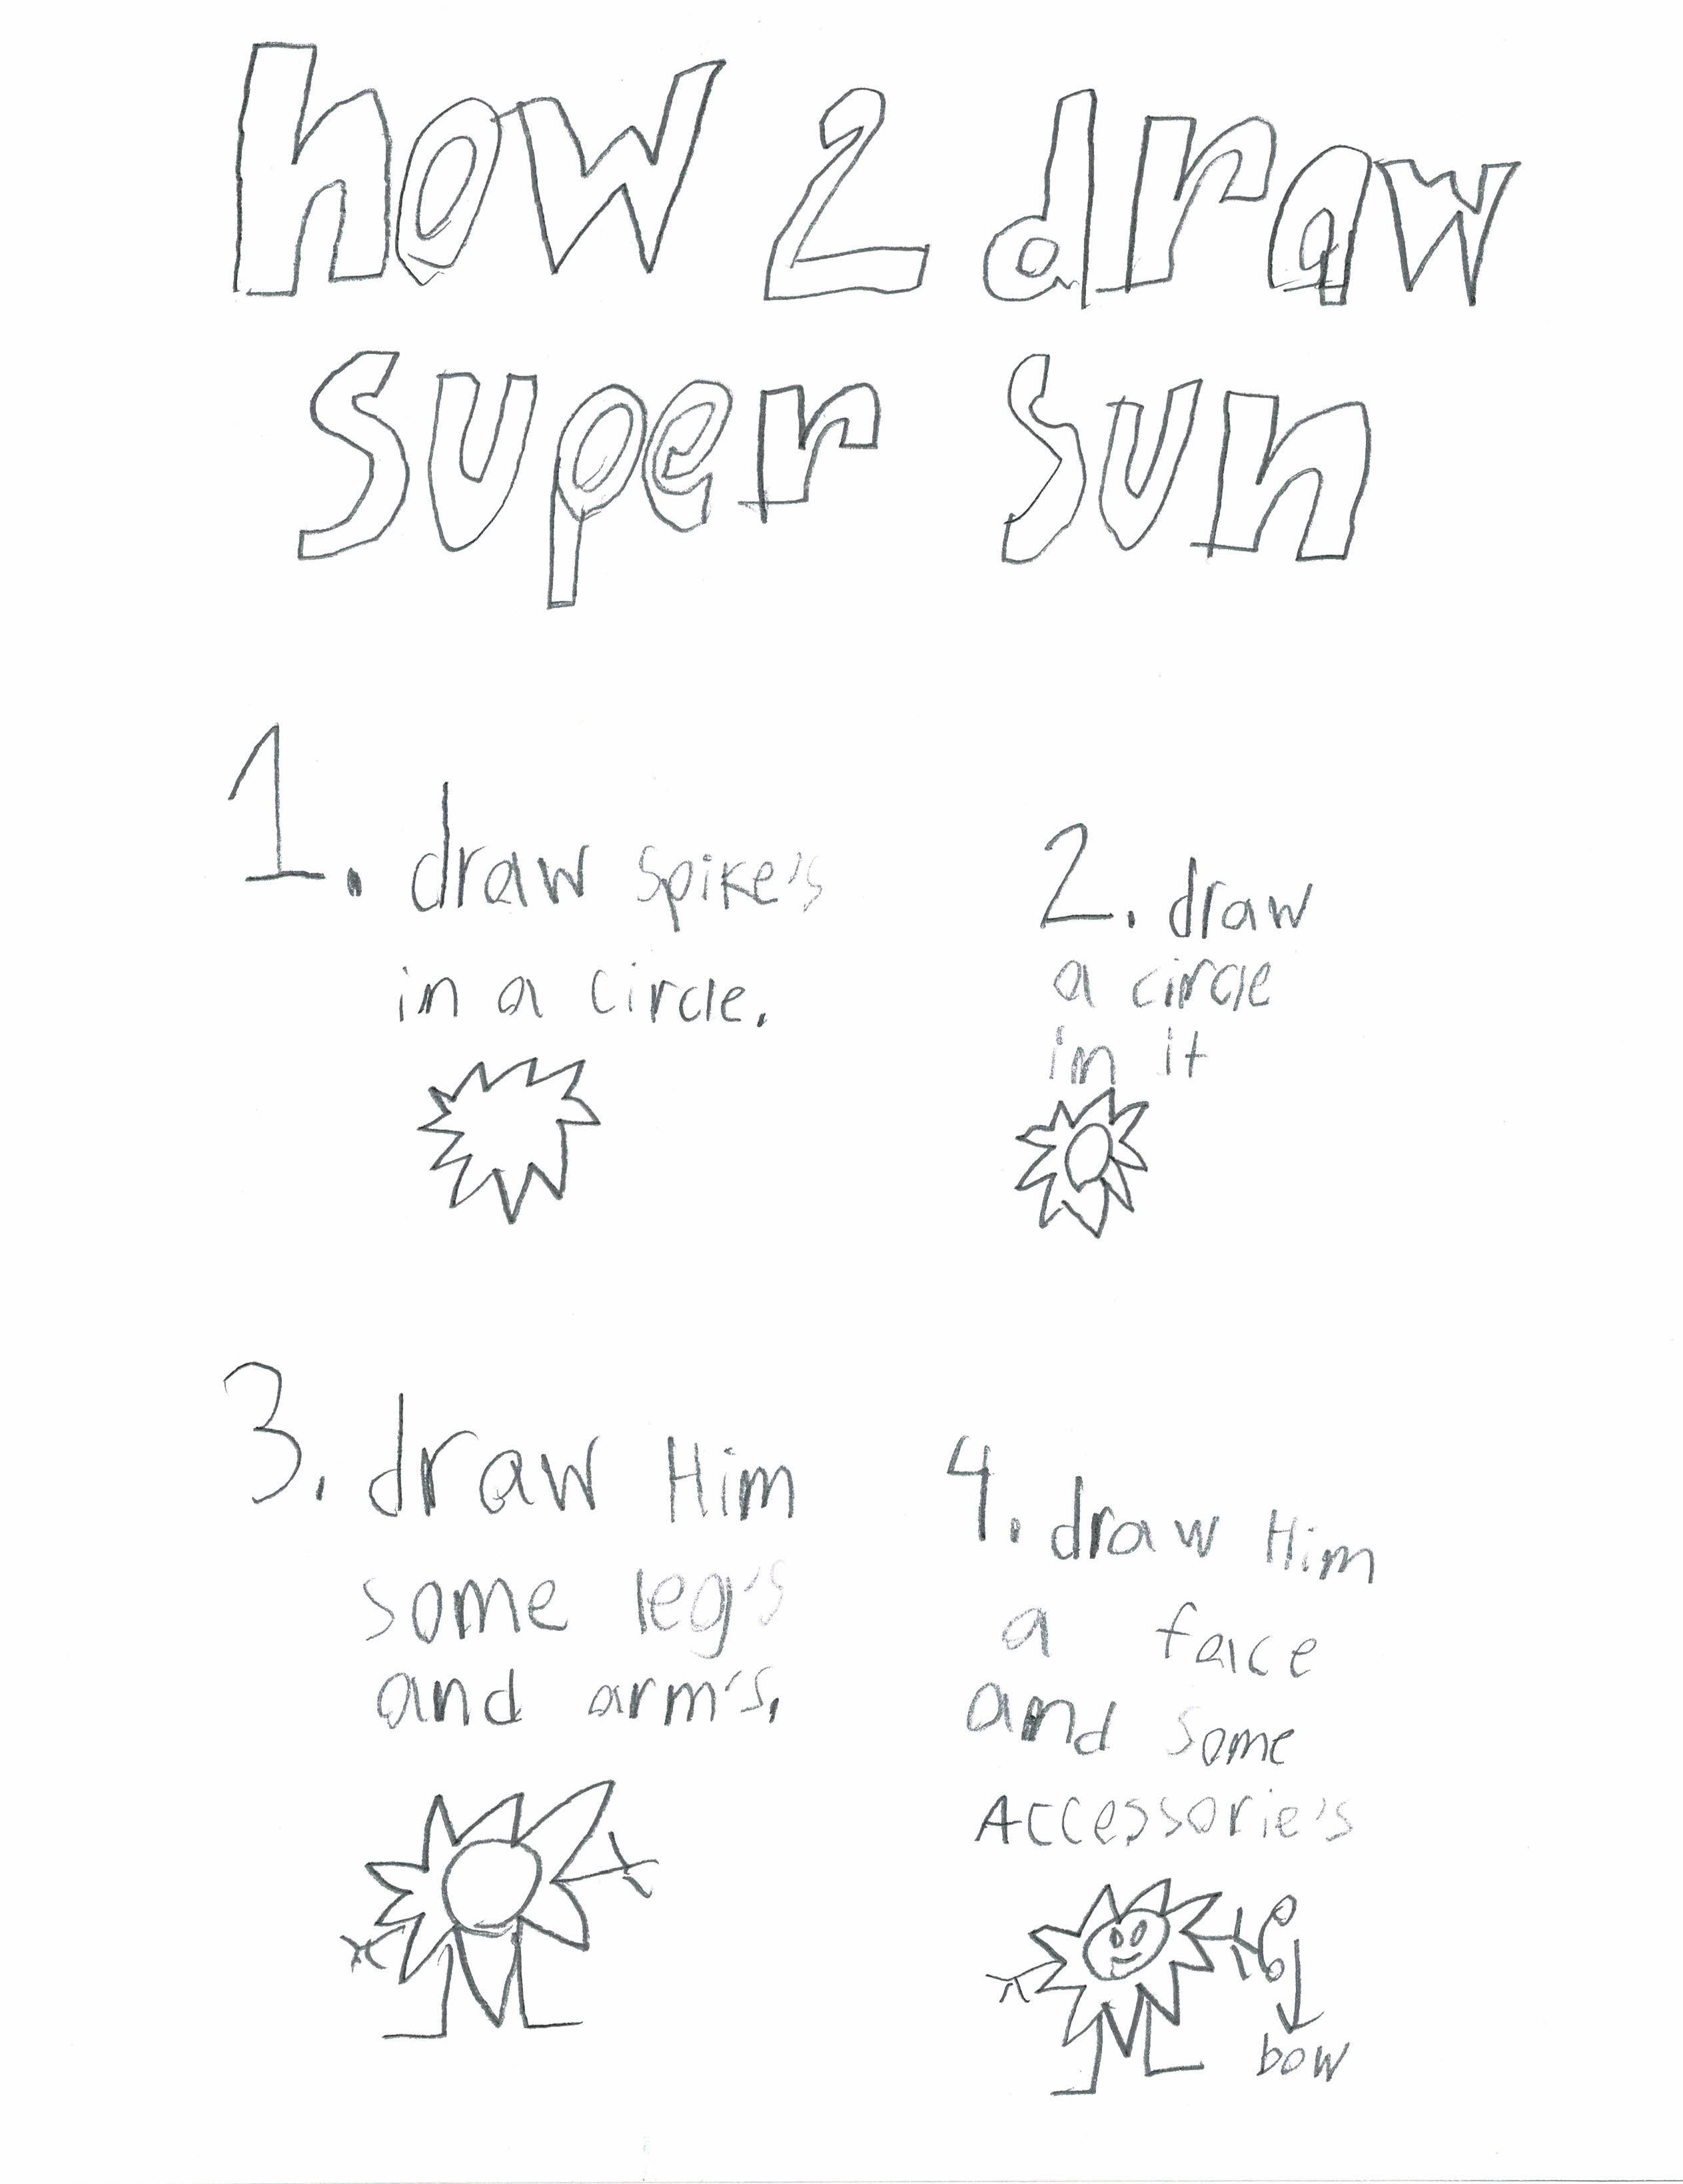 how 2 draw
super sun
1. draw spike's
in a circle.
2. draw
a circle
in it
3. draw Him
some leg's
and arm's.
4. draw Him
a face
and some
Accessorie's
bow